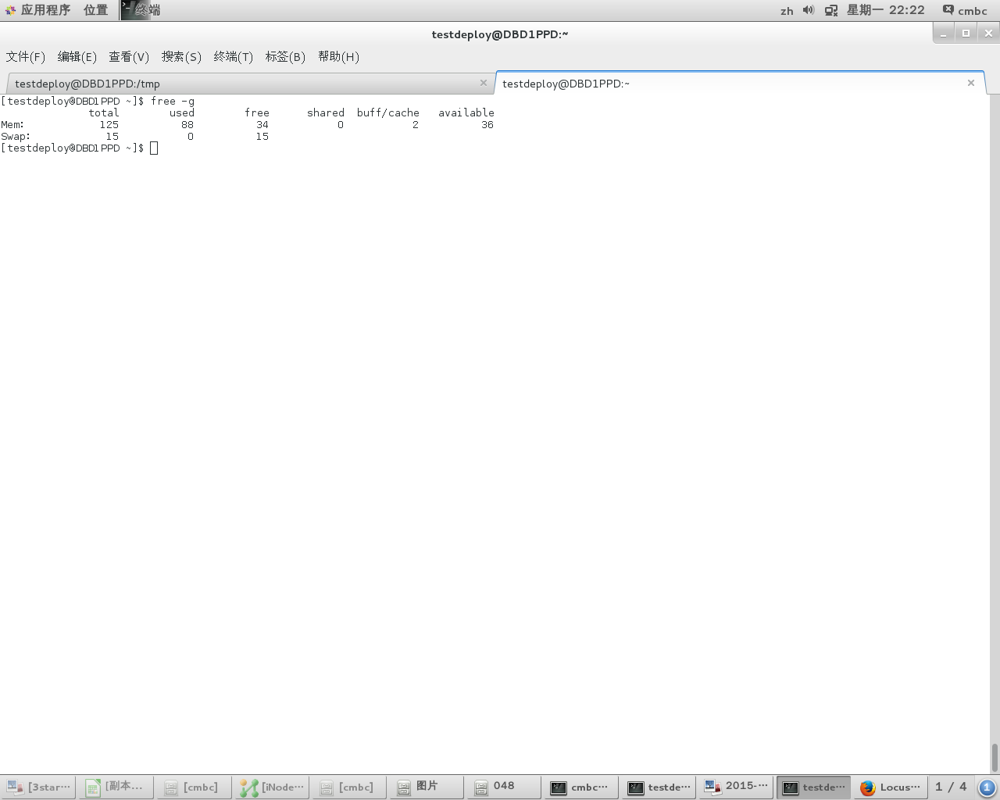 应用程序 位置 终端 zh 星期一 22:22 cmbc
testdeploy@DBD1PPD:~
文件(F) 编辑(E) 查看(V) 搜索(S) 终端(T) 标签(B) 帮助(H)
testdeploy@DBD1PPD:/tmp testdeploy@DBD1PPD:~
[testdeploy@DBD1PPD ~]$ free -g
total used free shared buff/cache available
Mem: 125 88 34 0 2 36
Swap: 15 0 15
[testdeploy@DBD1PPD ~]$
[3star… [副本… [cmbc] [iNode… [cmbc] 图片 048 cmbc… testde… 2015-… testde… Locus… 1 / 4 1